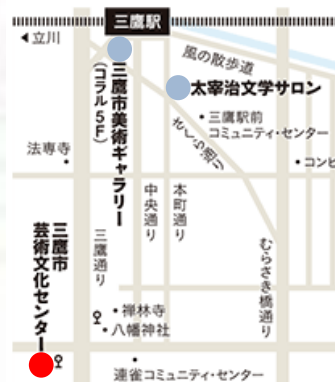 三鷹駅
◀立川
風の散歩道
三鷹市美術ギャラリー
(コラル5F)
太宰治文学サロン
さくら通り
・三鷹駅前
コミュニティ・センター
法専寺
・コンビ
中央通り
本町通り
三鷹市
芸術文化センター
三鷹通り
むらさき橋通り
・禅林寺
・八幡神社
連雀コミュニティ・センター